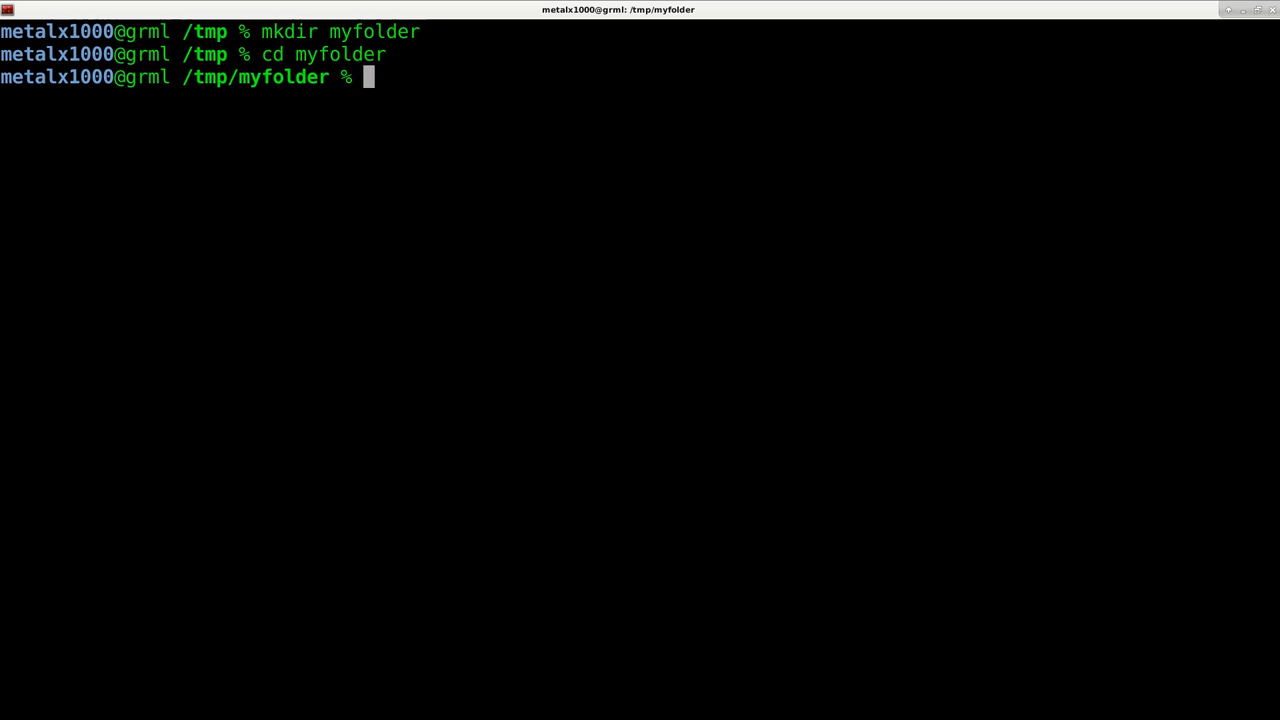 metalx1000@grml: /tmp/myfolder
metalx1000@grml /tmp % mkdir myfolder
metalx1000@grml /tmp % cd myfolder
metalx1000@grml /tmp/myfolder %